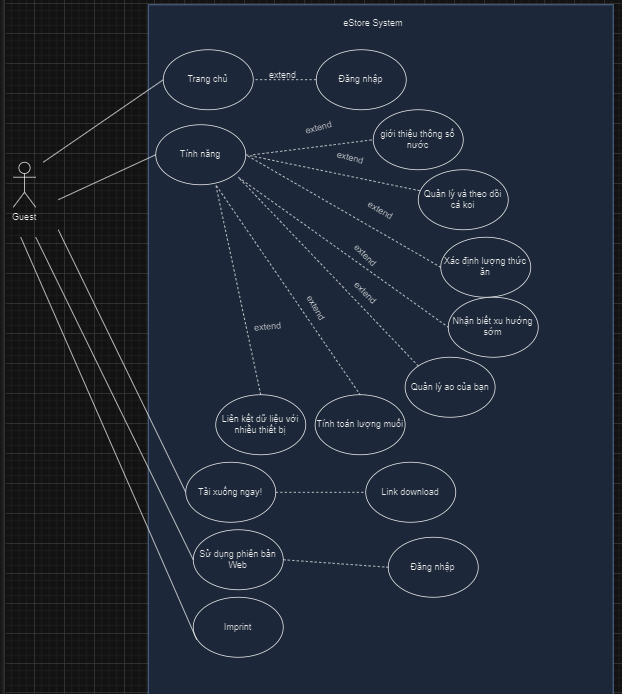 eStore System
Trang chủ
extend
Đăng nhập
Tính năng
extend
giới thiệu thông số
nước
extend
Quản lý và theo dõi
cá koi
Guest
extend
Xác định lượng thức
ăn
extend
Nhận biết xu hướng
sớm
extend
Quản lý ao của bạn
extend
extend
Liên kết dữ liệu với
nhiều thiết bị
Tính toán lượng muối
Tải xuống ngay!
Link download
Sử dụng phiên bản
Web
Đăng nhập
Imprint